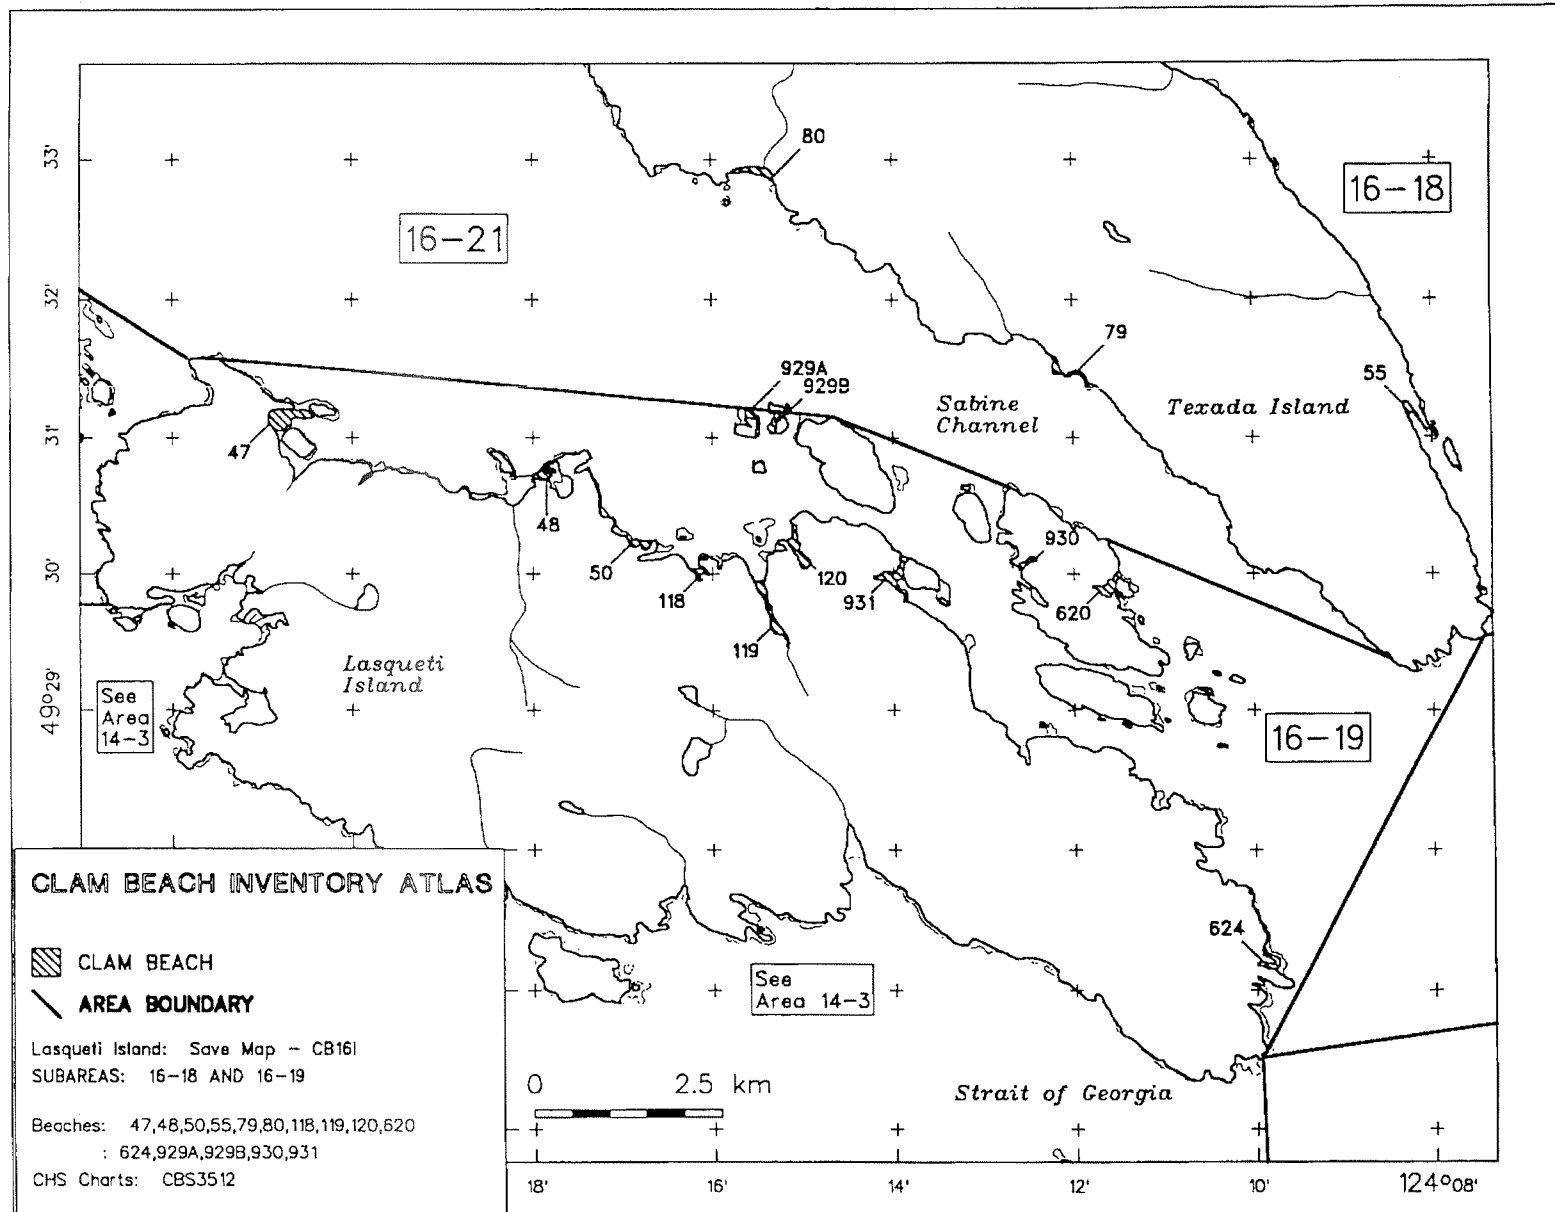 80
33'
16-18
16-21
32'
79
929A
929B
55
Sabine
Channel
Texada Island
31'
47
48
930
30'
50
120
118
931
620
119
Lasqueti
Island
See
Area
14-3
49°29'
16-19
CLAM BEACH INVENTORY ATLAS
624
CLAM BEACH
See
Area 14-3
AREA BOUNDARY
Lasqueti Island: Save Map - CB16I
SUBAREAS: 16-18 AND 16-19
0 2.5 km
Strait of Georgia
Beaches: 47,48,50,55,79,80,118,119,120,620
: 624,929A,929B,930,931
CHS Charts: CBS3512
18' 16' 14' 12' 10' 124°08'